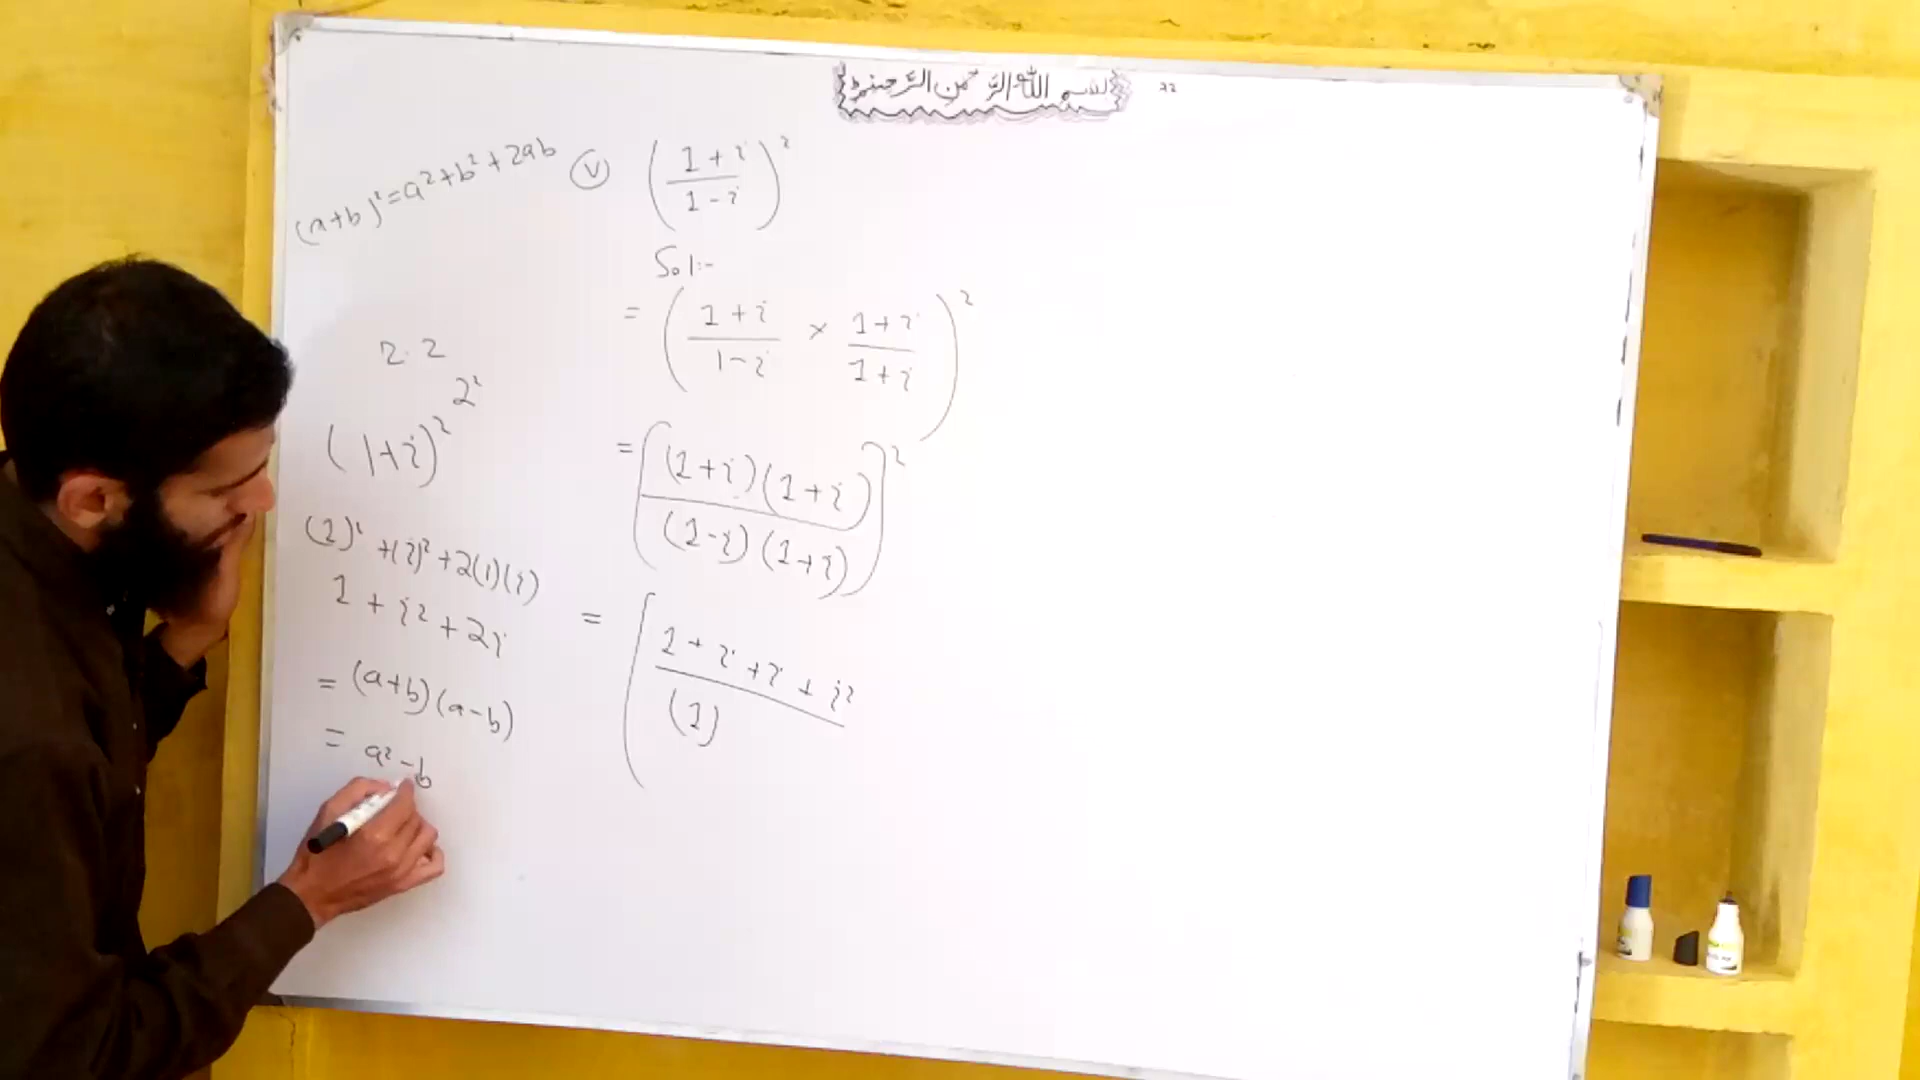 بسم الله الرحمن الرحيم
(a+b)² = a² + b² + 2ab
(V) ((1+i)/(1-i))²
Sol:-
= ((1+i)/(1-i) × (1+i)/(1+i))²
= [(1+i)(1+i)/(1-i)(1+i)]²
= [(1+i+i+i²)/(1)
2.2
2²
(1+i)²
(1)² + (i)² + 2(1)(i)
1 + i² + 2i
= (a+b)(a-b)
= a² - b